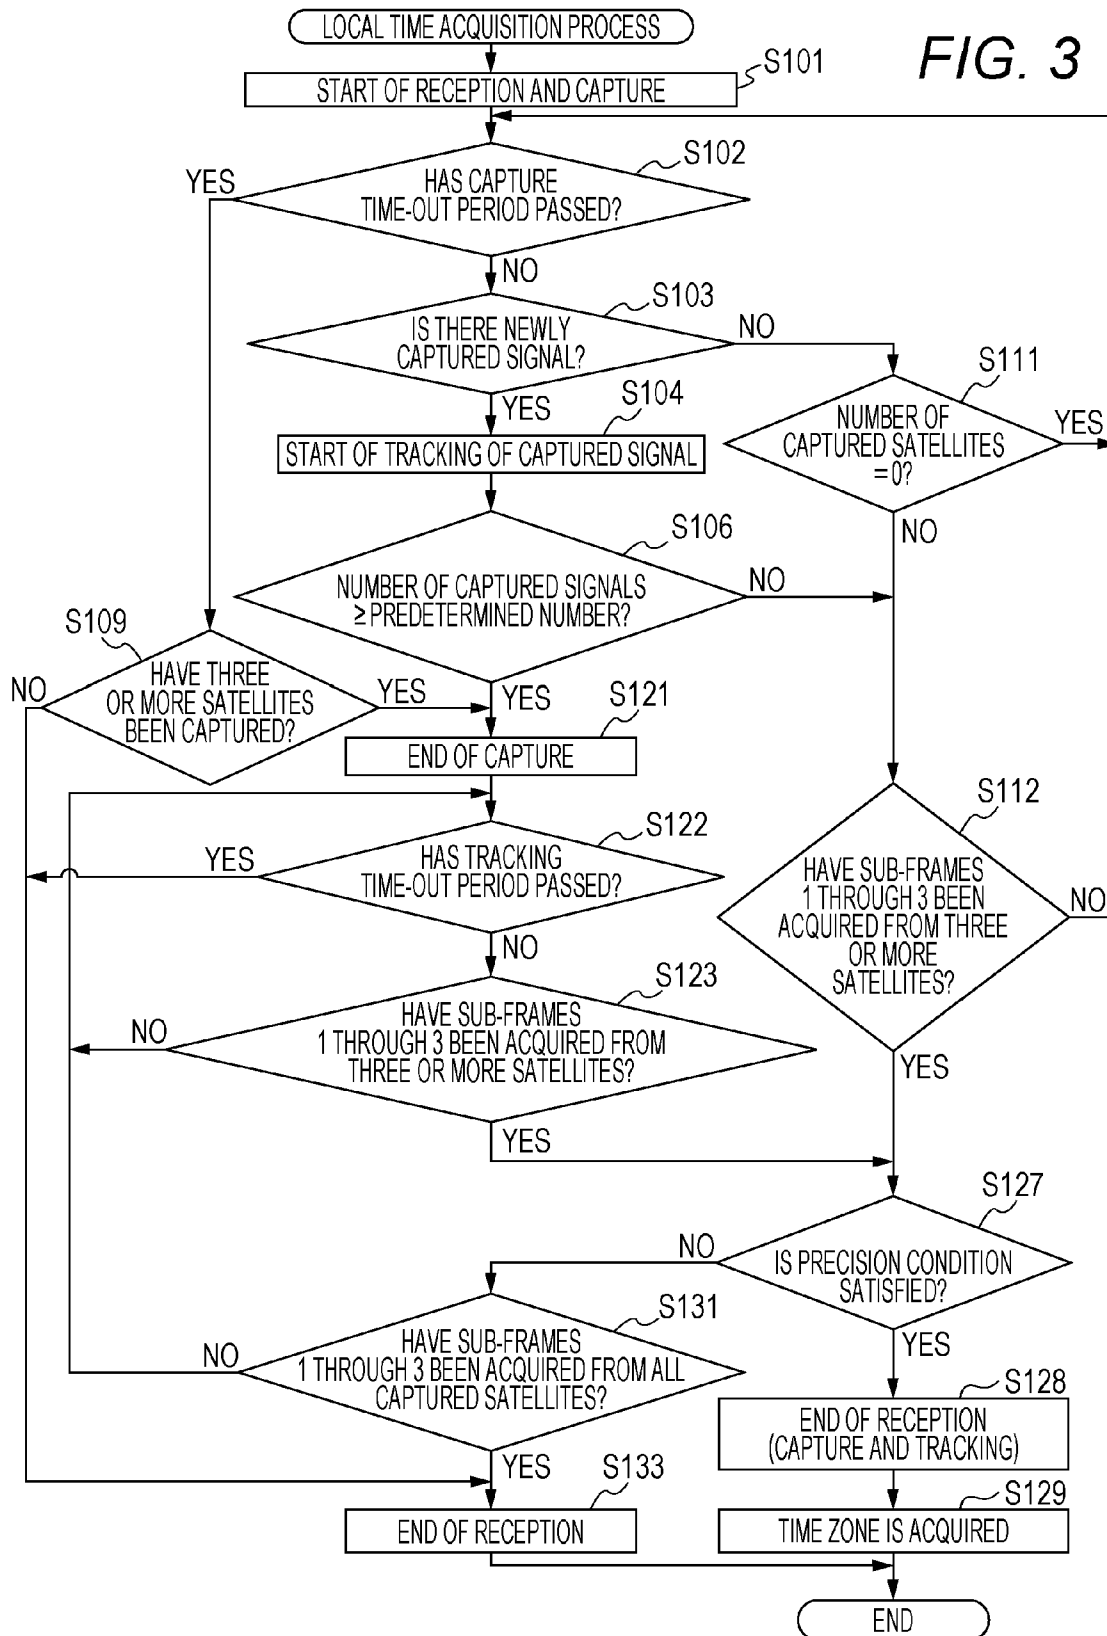 LOCAL TIME ACQUISITION PROCESS
FIG. 3
S101
START OF RECEPTION AND CAPTURE
S102
YES
HAS CAPTURE
TIME-OUT PERIOD PASSED?
NO
S103
IS THERE NEWLY
CAPTURED SIGNAL?
NO
S111
YES
S104
NUMBER OF
CAPTURED SATELLITES
= 0?
YES
START OF TRACKING OF CAPTURED SIGNAL
NO
S106
NUMBER OF CAPTURED SIGNALS
≥ PREDETERMINED NUMBER?
NO
S109
HAVE THREE
OR MORE SATELLITES
BEEN CAPTURED?
NO
YES
YES
S121
END OF CAPTURE
S112
S122
YES
HAS TRACKING
TIME-OUT PERIOD PASSED?
HAVE SUB-FRAMES
1 THROUGH 3 BEEN
ACQUIRED FROM THREE
OR MORE
SATELLITES?
NO
NO
S123
HAVE SUB-FRAMES
1 THROUGH 3 BEEN ACQUIRED FROM
THREE OR MORE SATELLITES?
NO
YES
YES
S127
NO
IS PRECISION CONDITION
SATISFIED?
S131
YES
HAVE SUB-FRAMES
1 THROUGH 3 BEEN ACQUIRED FROM ALL
CAPTURED SATELLITES?
NO
S128
END OF RECEPTION
(CAPTURE AND TRACKING)
YES
S133
S129
END OF RECEPTION
TIME ZONE IS ACQUIRED
END